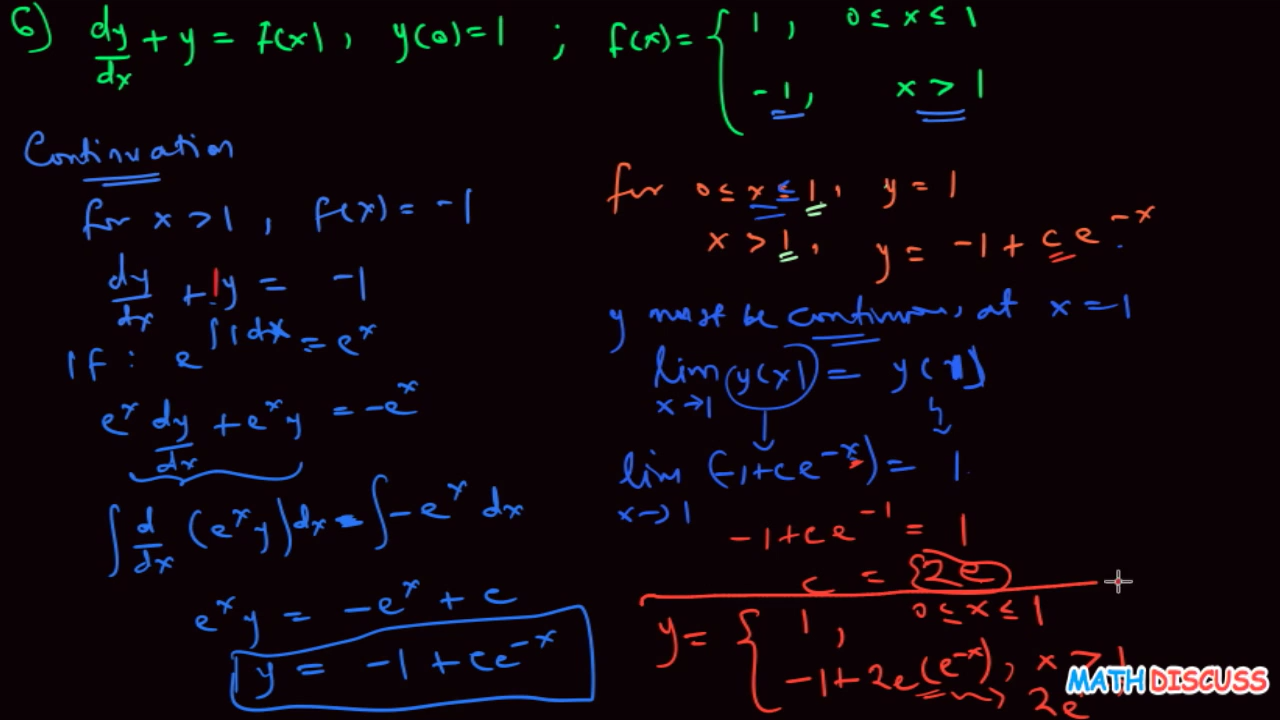 6) dy/dx + y = f(x), y(0)=1 ; f(x)= { 1, 0 ≤ x ≤ 1
-1, x > 1
Continuation
for x > 1, f(x) = -1
dy/dx + 1y = -1
IF: e^∫1dx = e^x
e^x dy/dx + e^x y = -e^x
∫ d/dx (e^x y) dx = ∫ -e^x dx
e^x y = -e^x + c
y = -1 + ce^-x
for 0 ≤ x ≤ 1, y = 1
x > 1, y = -1 + ce^-x
y must be continuous at x = 1
lim x→1 y(x) = y(1)
lim x→1 (-1+ce^-x) = 1
-1+ce^-1 = 1
c = 2e
y = { 1, 0 ≤ x ≤ 1
-1+2e(e^-x), x > 1
2e
MATH DISCUSS